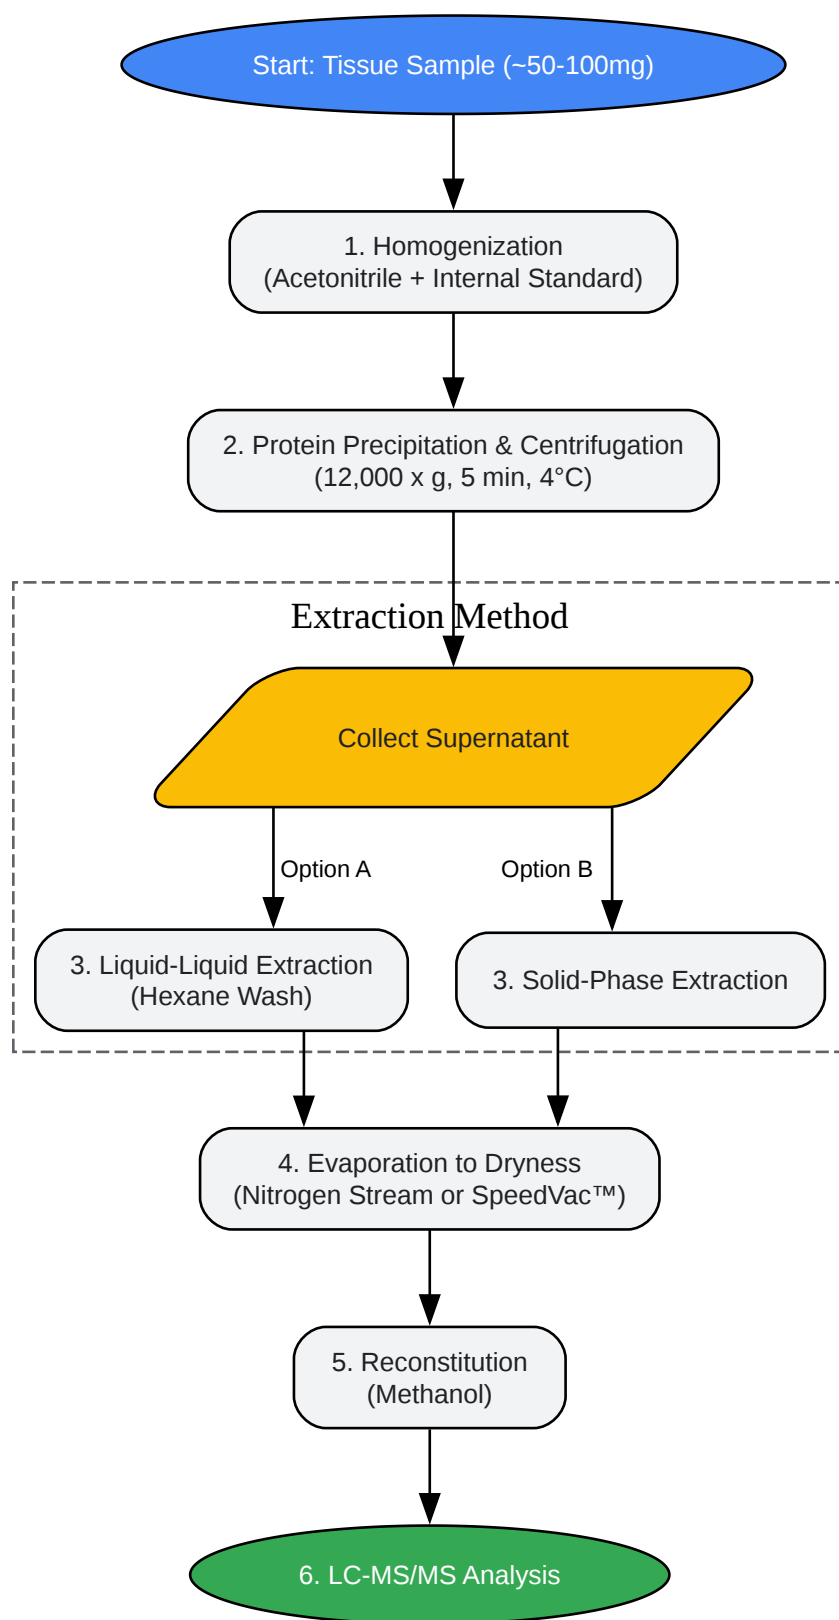 Start: Tissue Sample (~50-100mg)
1. Homogenization
(Acetonitrile + Internal Standard)
2. Protein Precipitation & Centrifugation
(12,000 x g, 5 min, 4°C)
Extraction Method
Collect Supernatant
Option A
Option B
3. Liquid-Liquid Extraction
(Hexane Wash)
3. Solid-Phase Extraction
4. Evaporation to Dryness
(Nitrogen Stream or SpeedVac™)
5. Reconstitution
(Methanol)
6. LC-MS/MS Analysis